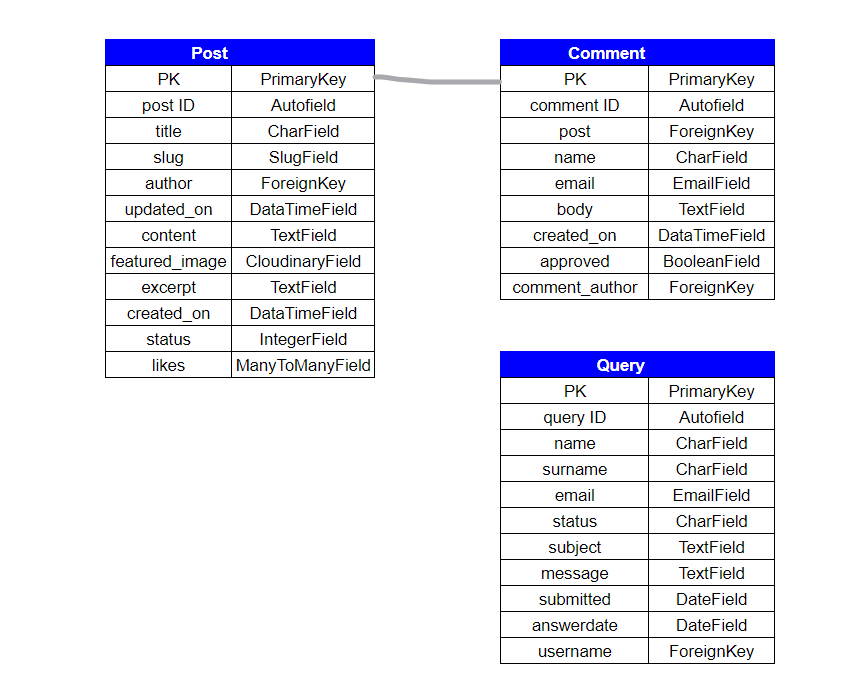 Post
PK PrimaryKey
post ID Autofield
title CharField
slug SlugField
author ForeignKey
updated_on DataTimeField
content TextField
featured_image CloudinaryField
excerpt TextField
created_on DataTimeField
status IntegerField
likes ManyToManyField
Comment
PK PrimaryKey
comment ID Autofield
post ForeignKey
name CharField
email EmailField
body TextField
created_on DataTimeField
approved BooleanField
comment_author ForeignKey
Query
PK PrimaryKey
query ID Autofield
name CharField
surname CharField
email EmailField
status CharField
subject TextField
message TextField
submitted DateField
answerdate DateField
username ForeignKey